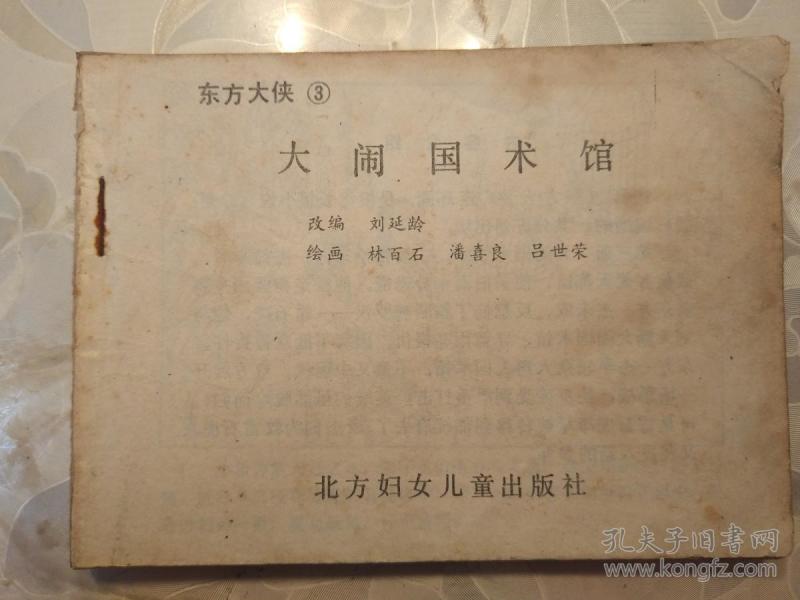 东方大侠 ③
大闹国术馆
改编 刘延龄
绘画 林百石 潘喜良 吕世荣
北方妇女儿童出版社
孔夫子旧书网
www.kongfz.com